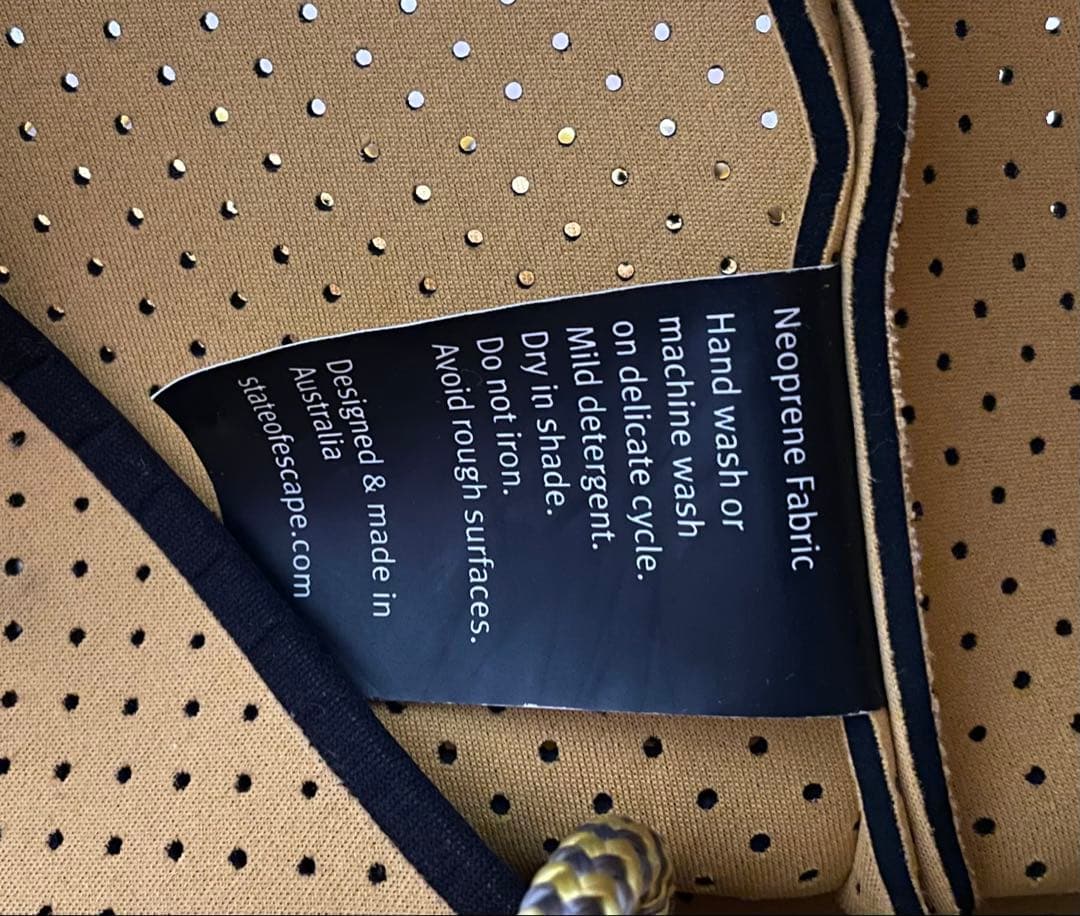 Neoprene Fabric
Hand wash or
machine wash
on delicate cycle.
Mild detergent.
Dry in shade.
Do not iron.
Avoid rough surfaces.
Designed & made in
Australia
stateofescape.com